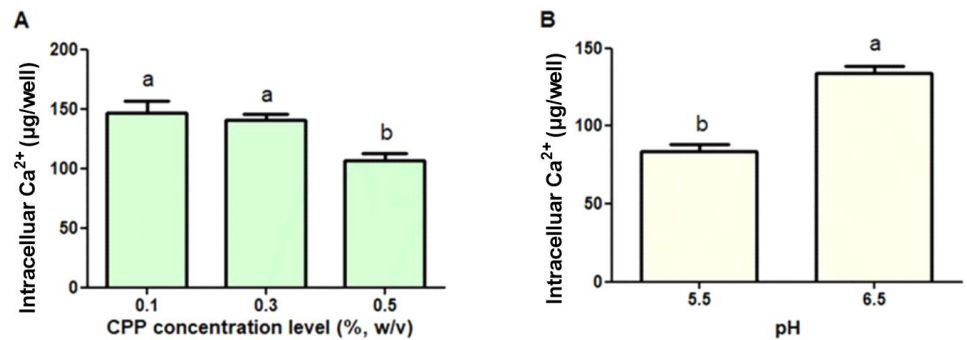 A
Intracelluar Ca²⁺ (µg/well)
200
150
100
50
0
a
a
b
0.1
0.3
0.5
CPP concentration level (%, w/v)
B
Intracelluar Ca²⁺ (µg/well)
150
100
50
0
b
a
5.5
6.5
pH